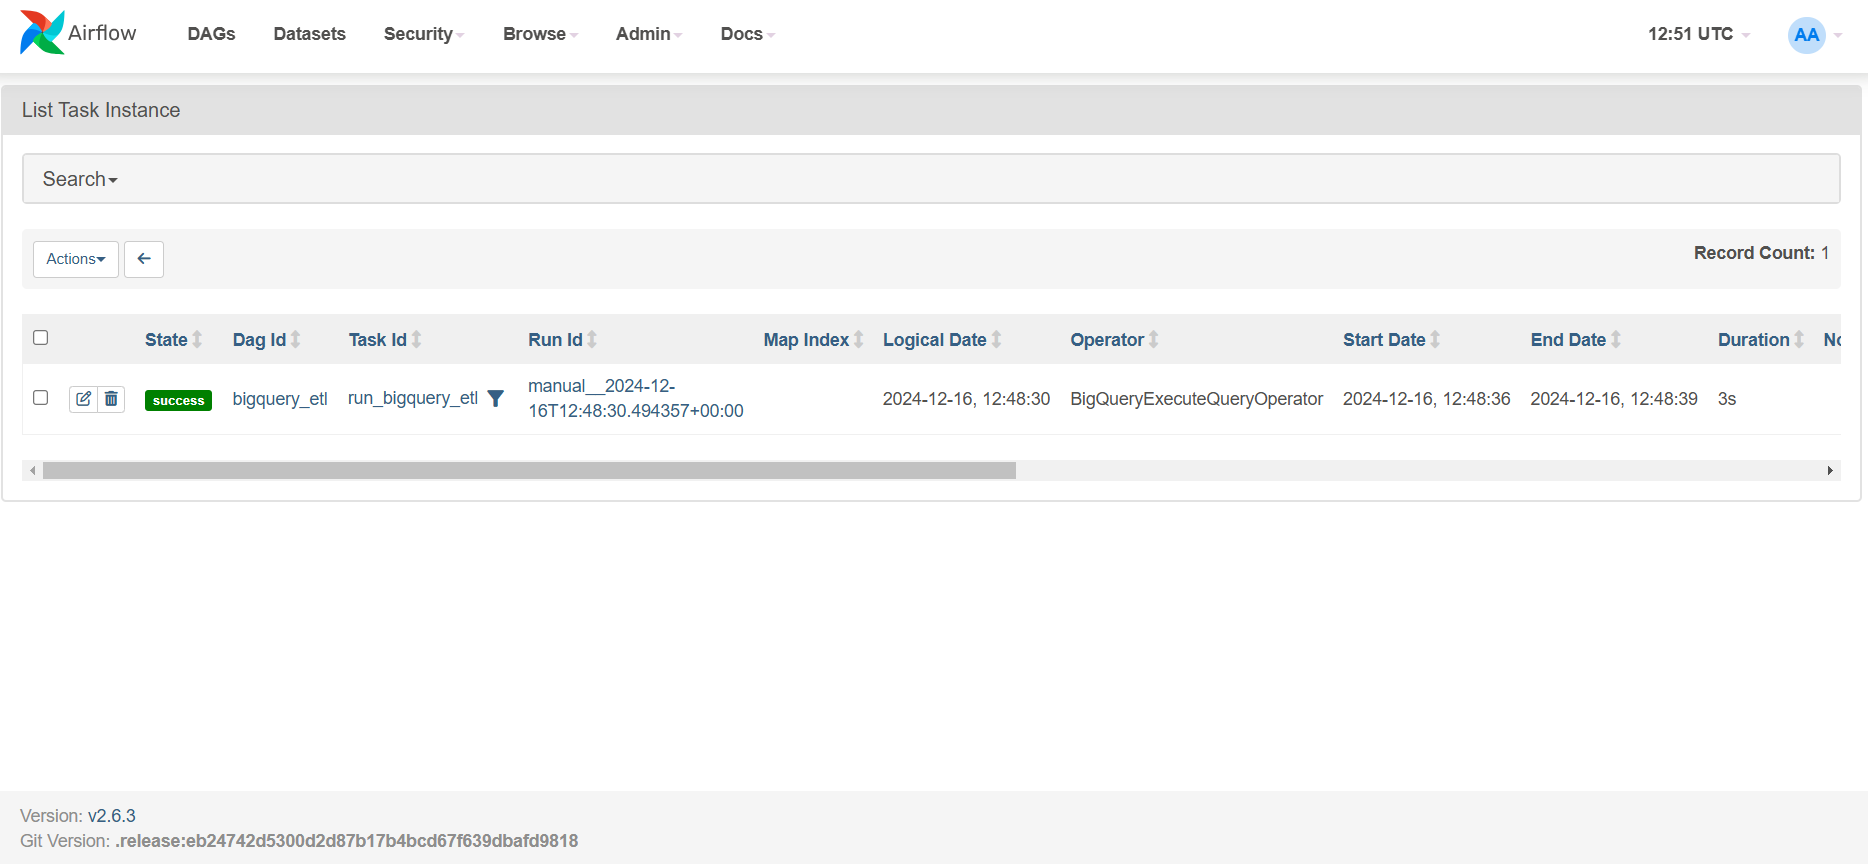 Airflow DAGs Datasets Security Browse Admin Docs 12:51 UTC AA
List Task Instance
Search
Actions Record Count: 1
State Dag Id Task Id Run Id Map Index Logical Date Operator Start Date End Date Duration No
success bigquery_etl run_bigquery_etl manual__2024-12-16T12:48:30.494357+00:00 2024-12-16, 12:48:30 BigQueryExecuteQueryOperator 2024-12-16, 12:48:36 2024-12-16, 12:48:39 3s
Version: v2.6.3
Git Version: .release:eb24742d5300d2d87b17b4bcd67f639dbafd9818